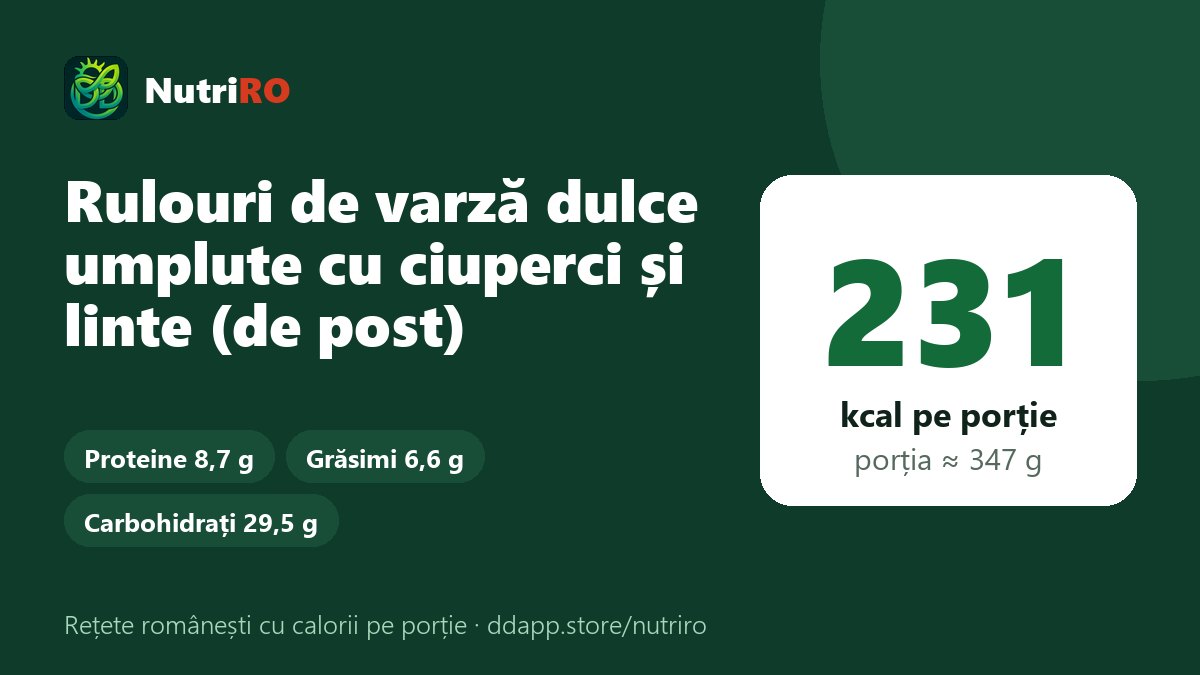 NutriRO
Rulouri de varză dulce
umplute cu ciuperci și
linte (de post)
Proteine 8,7 g
Grăsimi 6,6 g
Carbohidrați 29,5 g
231
kcal pe porție
porția ≈ 347 g
Rețete românești cu calorii pe porție · ddapp.store/nutriro